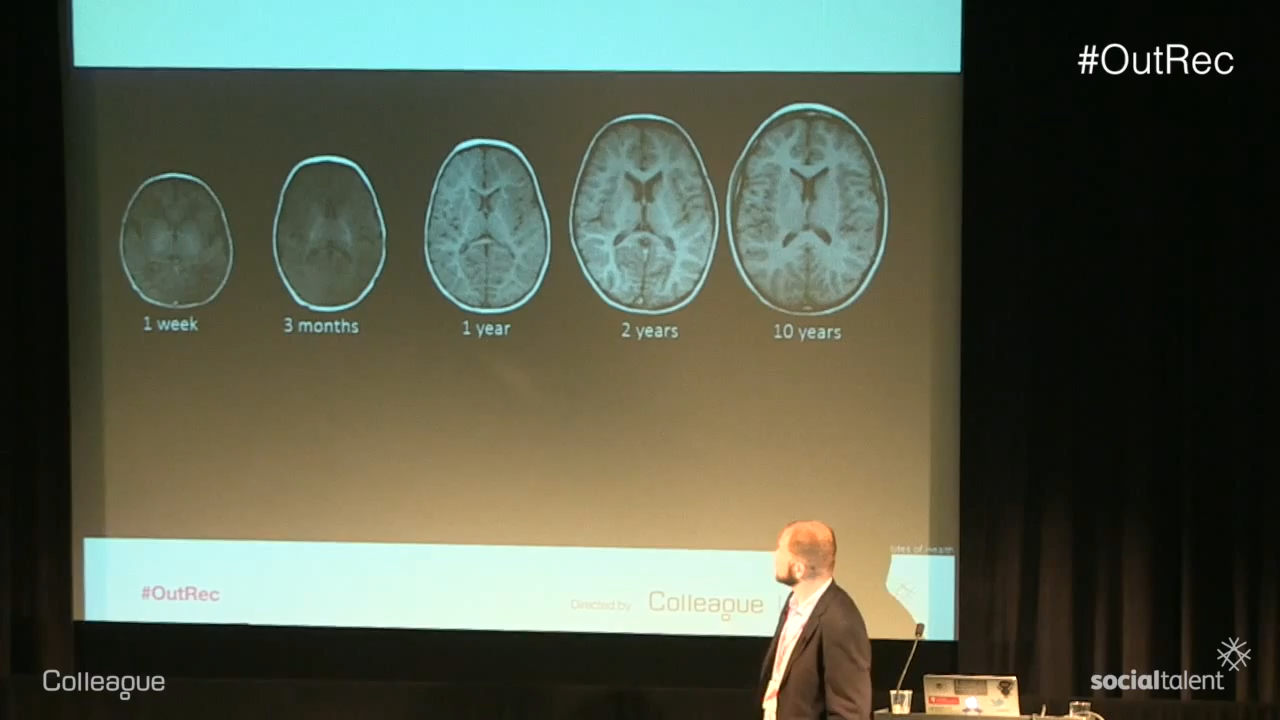 #OutRec
1 week
3 months
1 year
2 years
10 years
#OutRec
Directed by
Colleague
Colleague
socialtalent